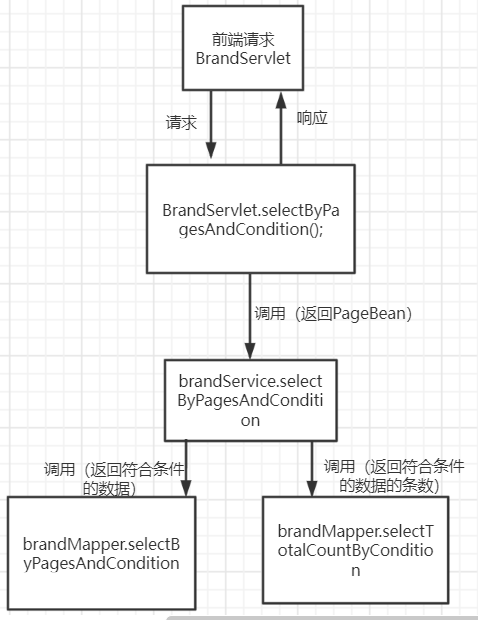 前端请求
BrandServlet
请求
响应
BrandServlet.selectByPa
gesAndCondition();
调用（返回PageBean）
brandService.select
ByPagesAndConditi
on
调用（返回符合条件
的数据）
调用（返回符合条件
的数据的条数）
brandMapper.selectB
yPagesAndCondition
brandMapper.selectT
otalCountByConditio
n